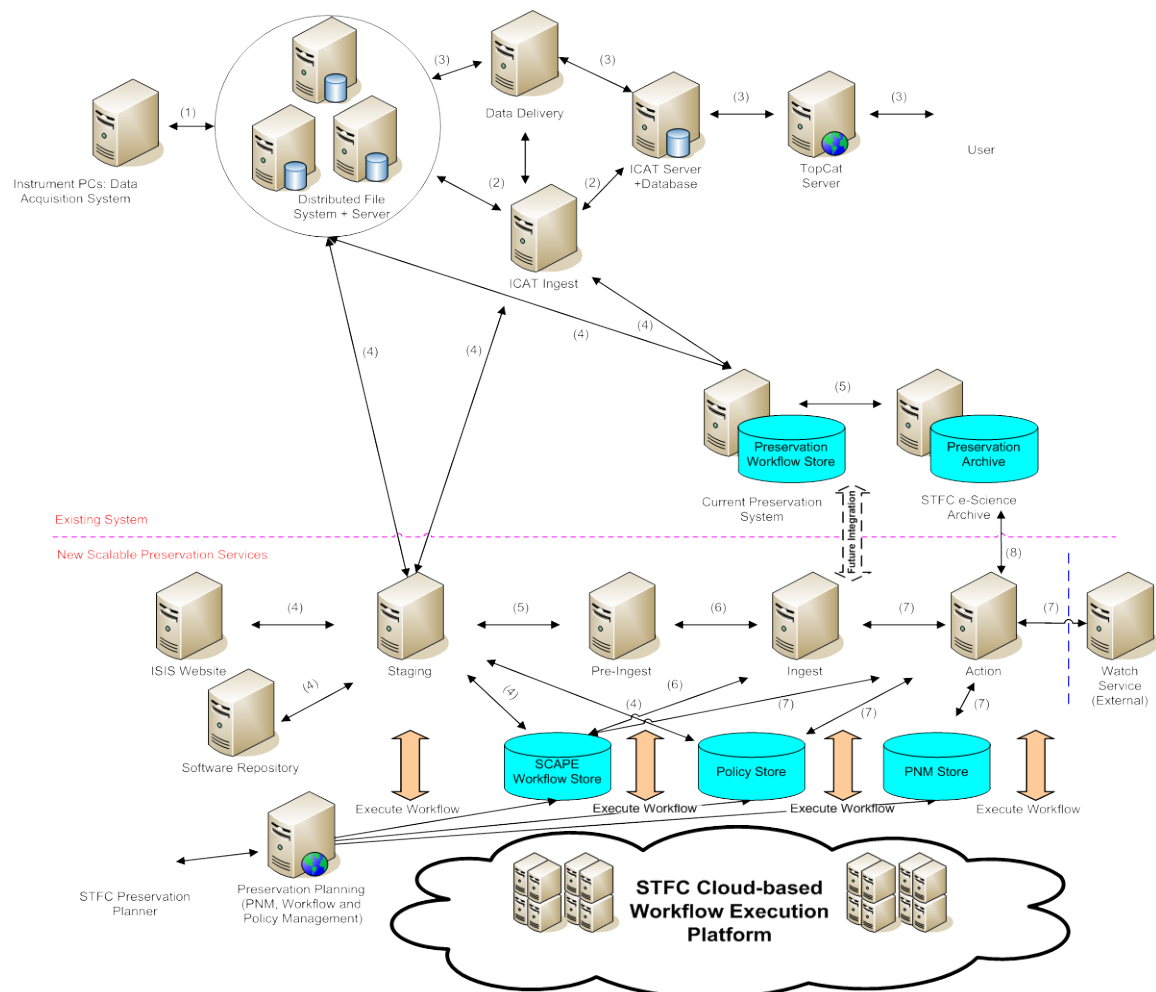 (1)
(3)
(3)
(3)
(3)
Data Delivery
Instrument PCs: Data
Acquisition System
Distributed File
System + Server
(2)
(2)
ICAT Server
+Database
TopCat
Server
User
ICAT Ingest
(4)
(4)
(4)
(4)
(5)
Preservation
Workflow Store
Preservation
Archive
Current Preservation
System
STFC e-Science
Archive
Future Integration
Existing System
New Scalable Preservation Services
(8)
(4)
(5)
(6)
(7)
(7)
ISIS Website
Staging
Pre-Ingest
Ingest
Action
Watch
Service
(External)
(4)
(4)
(4)
(6)
(7)
(7)
(7)
Software Repository
SCAPE
Workflow Store
Policy Store
PNM Store
Execute Workflow
Execute Workflow
Execute Workflow
Execute Workflow
STFC Preservation
Planner
Preservation Planning
(PNM, Workflow and
Policy Management)
STFC Cloud-based
Workflow Execution
Platform